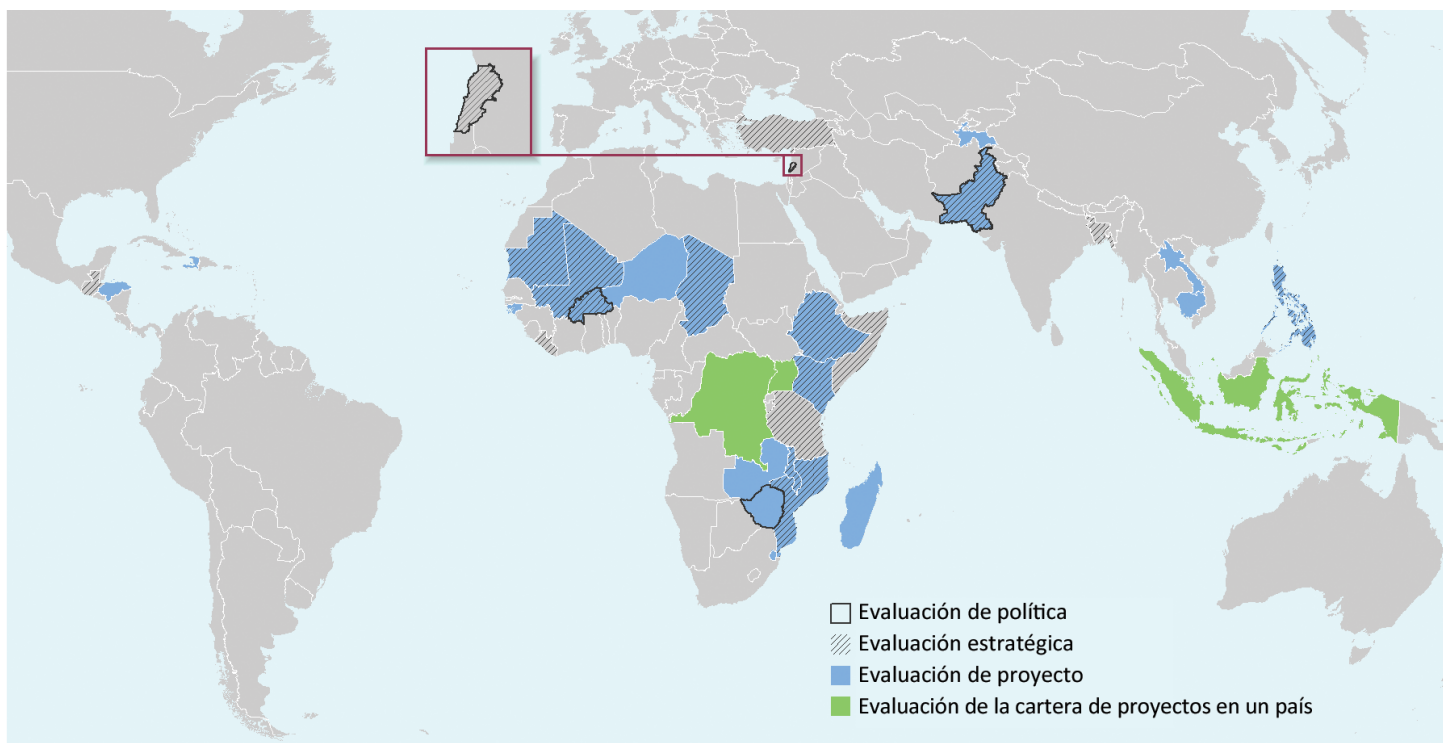 Evaluación de política
Evaluación estratégica
Evaluación de proyecto
Evaluación de la cartera de proyectos en un país